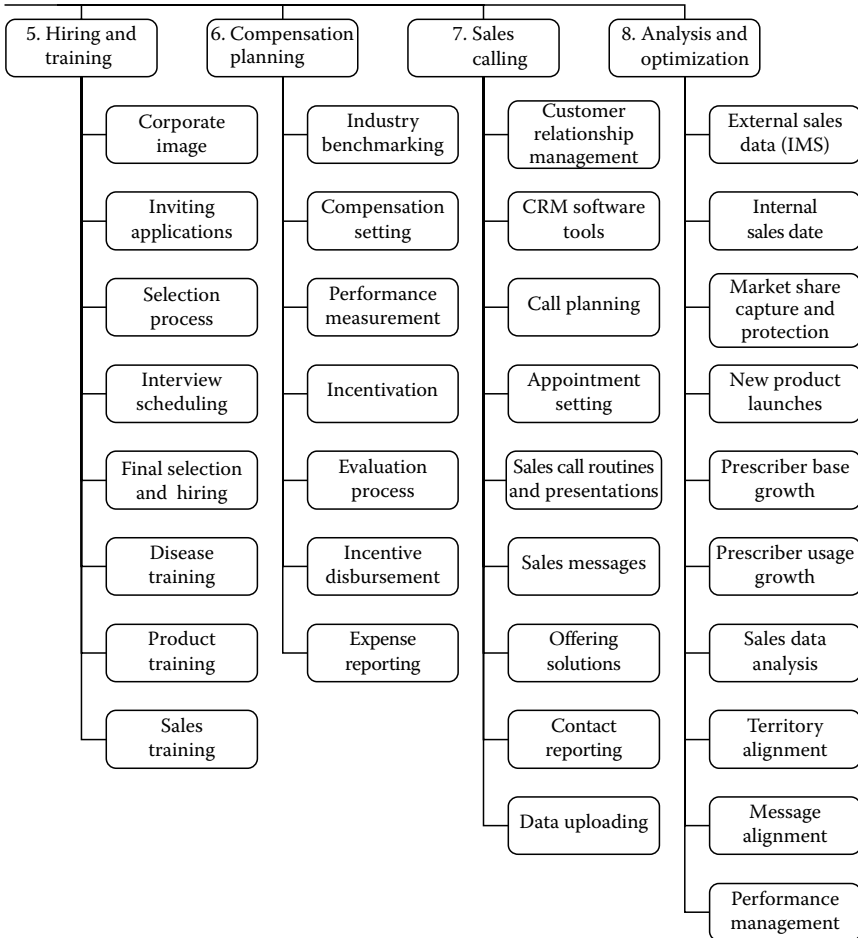 5. Hiring and
training
Corporate
image
Inviting
applications
Selection
process
Interview
scheduling
Final selection
and hiring
Disease
training
Product
training
Sales
training
6. Compensation
planning
Industry
benchmarking
Compensation
setting
Performance
measurement
Incentivation
Evaluation
process
Incentive
disbursement
Expense
reporting
7. Sales
calling
Customer
relationship
management
CRM software
tools
Call planning
Appointment
setting
Sales call routines
and presentations
Sales messages
Offering
solutions
Contact
reporting
Data uploading
8. Analysis and
optimization
External sales
data (IMS)
Internal
sales date
Market share
capture and
protection
New product
launches
Prescriber base
growth
Prescriber usage
growth
Sales data
analysis
Territory
alignment
Message
alignment
Performance
management